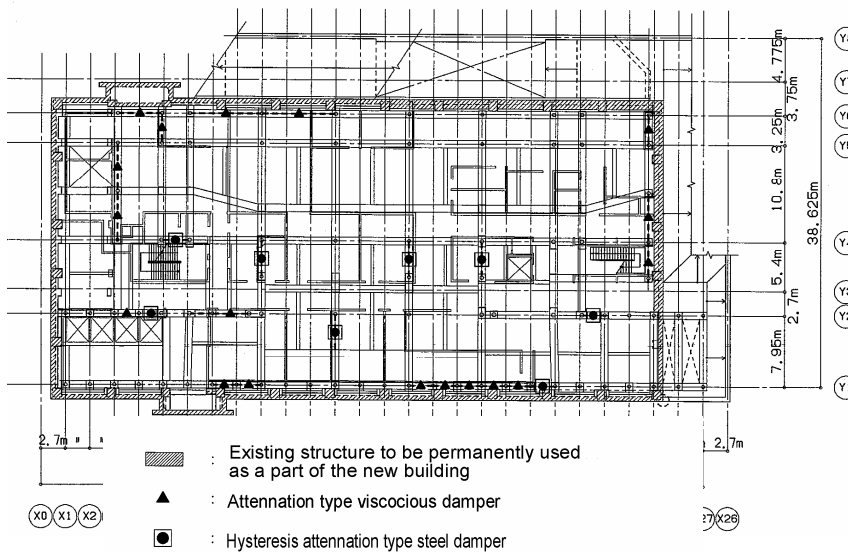 4.775m
3.75m
3.25m
10.8m
38.625m
5.4m
2.7m
7.95m
2.7m " "
2.7m
: Existing structure to be permanently used
as a part of the new building
: Attennation type viscocious damper
: Hysteresis attennation type steel damper
X0 X1 X2
X26